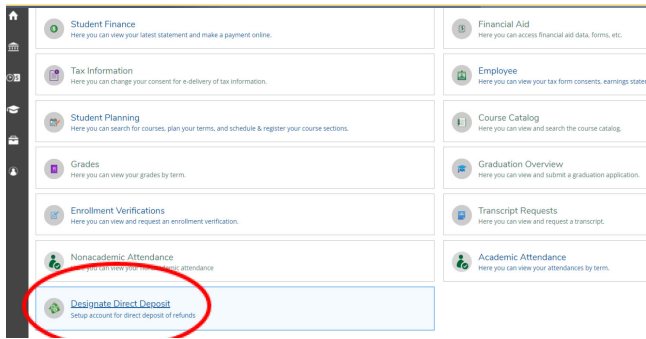 Student Finance
Here you can view your latest statement and make a payment online.
Financial Aid
Here you can access financial aid data, forms, etc.
Tax Information
Here you can change your consent for e-delivery of tax information.
Employee
Here you can view your tax form consents, earnings state
Student Planning
Here you can search for courses, plan your terms, and schedule & register your course sections.
Course Catalog
Here you can view and search the course catalog.
Grades
Here you can view your grades by term.
Graduation Overview
Here you can view and submit a graduation application.
Enrollment Verifications
Here you can view and request an enrollment verification.
Transcript Requests
Here you can view and request a transcript.
Nonacademic Attendance
Here you can view your nonacademic attendance
Academic Attendance
Here you can view your attendances by term.
Designate Direct Deposit
Setup account for direct deposit of refunds